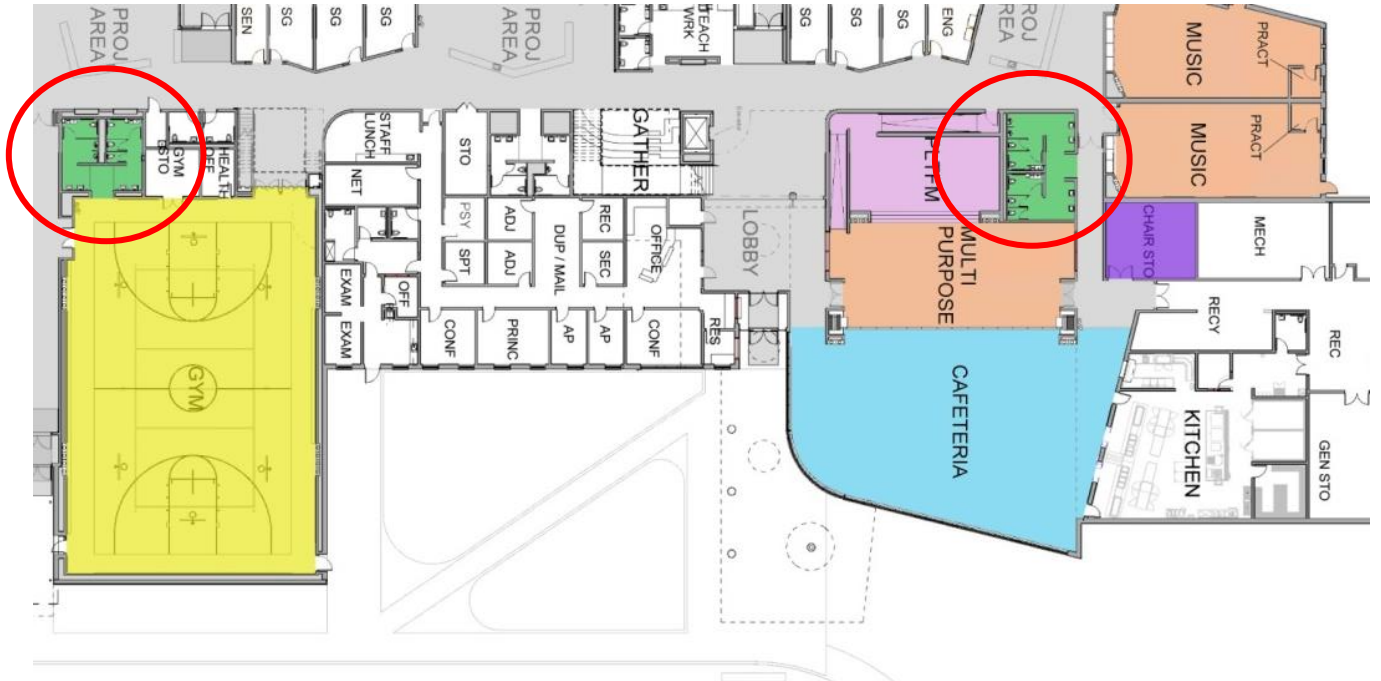 PROJ
AREA
SEN
SG
SG
SG
PROJ
AREA
TEACH
WRK
SG
SG
SG
ENG
PROJ
AREA
MUSIC
PRACT
MUSIC
PRACT
GYM
STO
HEALTH
OFF
STAFF
LUNCH
NET
STO
GATHER
PLTFM
PSY
ADJ
REC
SPT
ADJ
DUP / MAIL
SEC
OFFICE
LOBBY
MULTI
PURPOSE
CHAIR STO
MECH
EXAM
OFF
EXAM
CONF
PRINC
AP
AP
CONF
RES
RECY
REC
GYM
CAFETERIA
KITCHEN
GEN STO